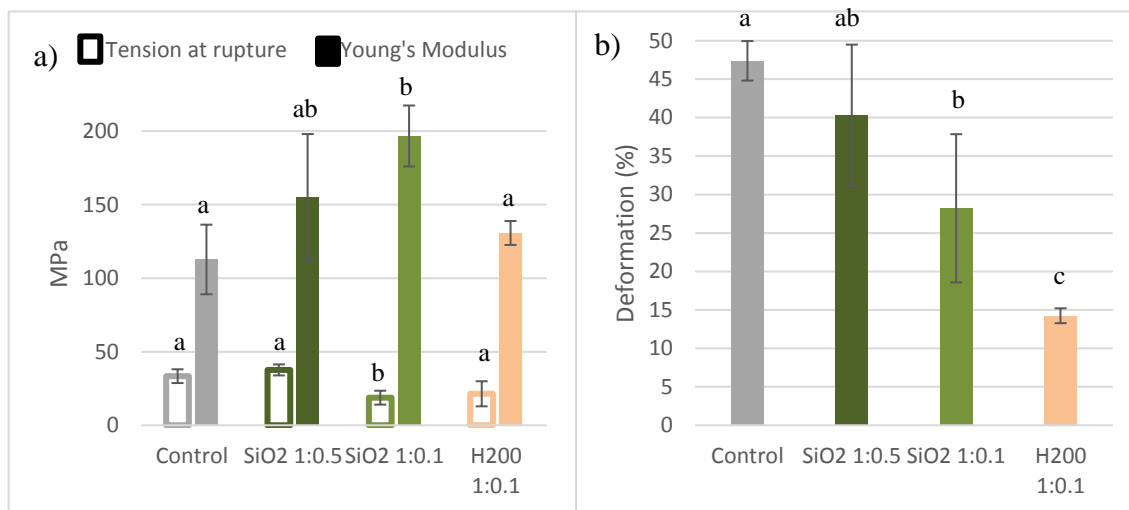 a)
Tension at rupture
Young's Modulus
MPa
200
150
100
50
0
a
a
a
ab
b
b
a
a
Control
SiO2 1:0.5
SiO2 1:0.1
H200
1:0.1
b)
Deformation (%)
50
45
40
35
30
25
20
15
10
5
0
a
ab
b
c
Control
SiO2 1:0.5
SiO2 1:0.1
H200
1:0.1